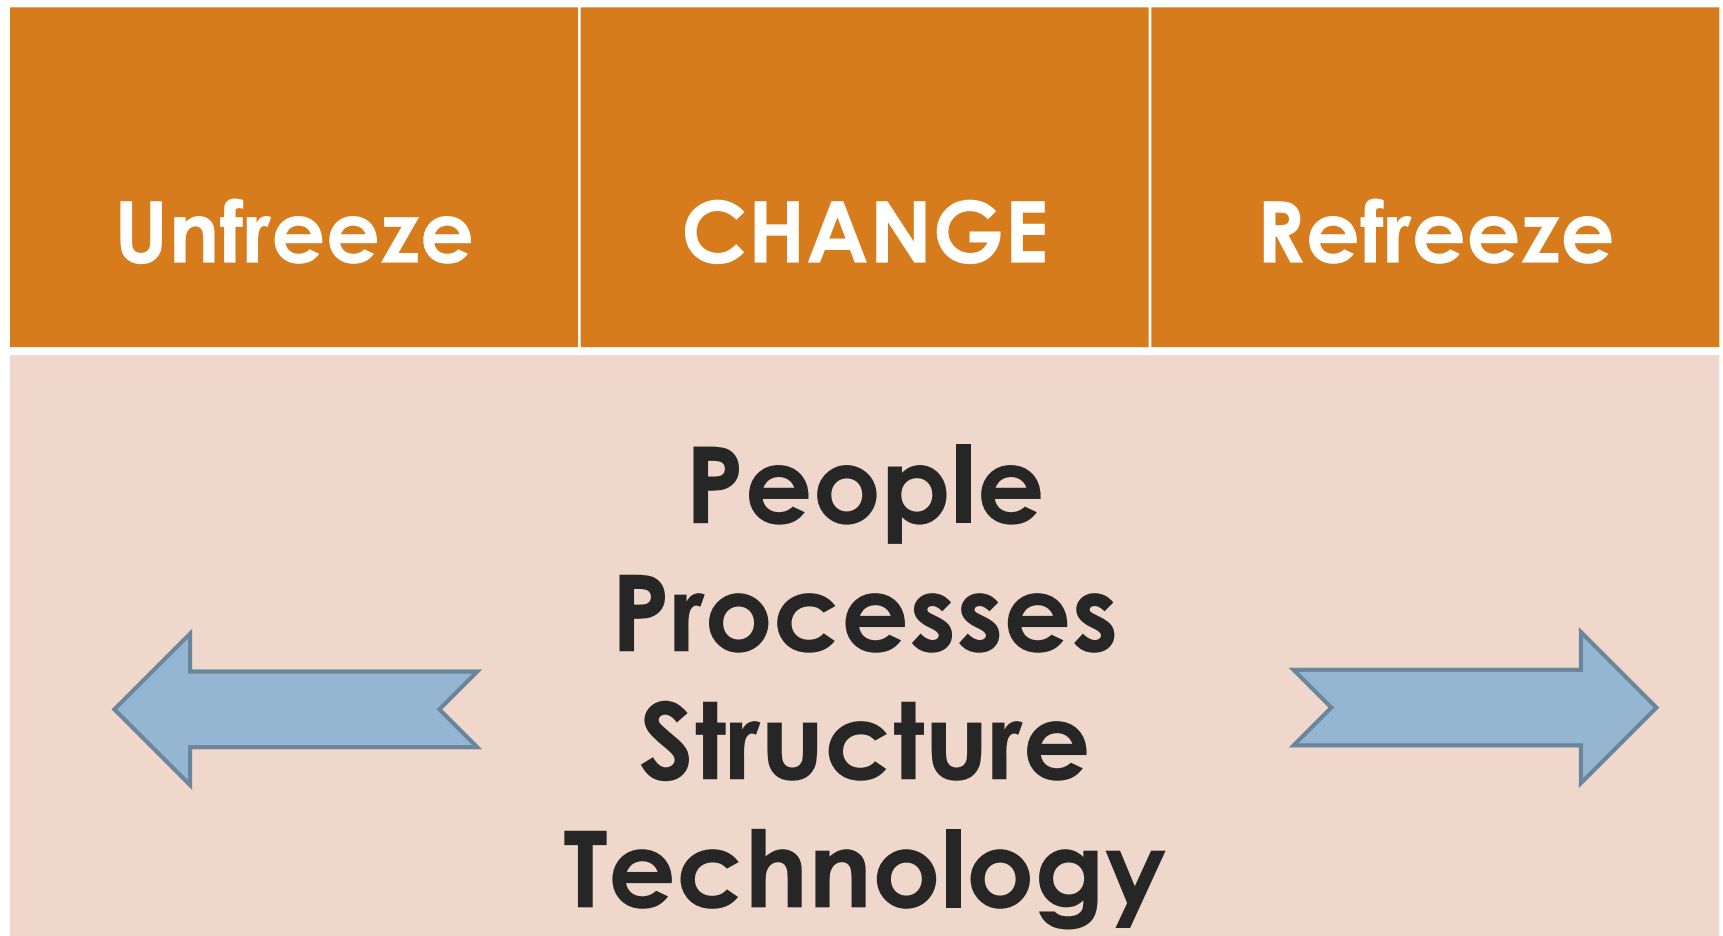 Unfreeze
CHANGE
Refreeze
People
Processes
Structure
Technology